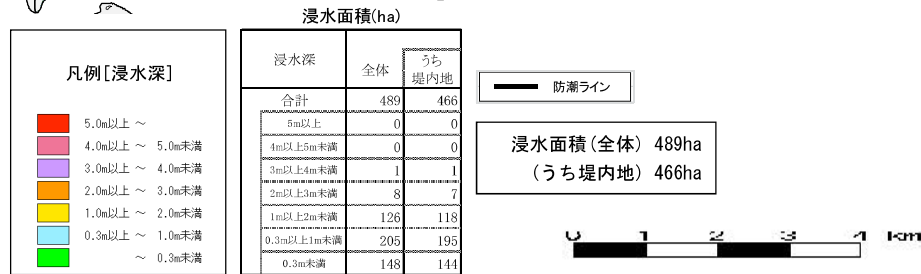 浸水面積(ha)
凡例[浸水深]
5.0m以上 ~
4.0m以上 ~ 5.0m未満
3.0m以上 ~ 4.0m未満
2.0m以上 ~ 3.0m未満
1.0m以上 ~ 2.0m未満
0.3m以上 ~ 1.0m未満
~ 0.3m未満
浸水深 全体 うち堤内地
合計 489 466
5m以上 0 0
4m以上5m未満 0 0
3m以上4m未満 1 1
2m以上3m未満 8 7
1m以上2m未満 126 118
0.3m以上1m未満 205 195
0.3m未満 148 144
防潮ライン
浸水面積(全体) 489ha
(うち堤内地) 466ha
0 1 2 3 4 km